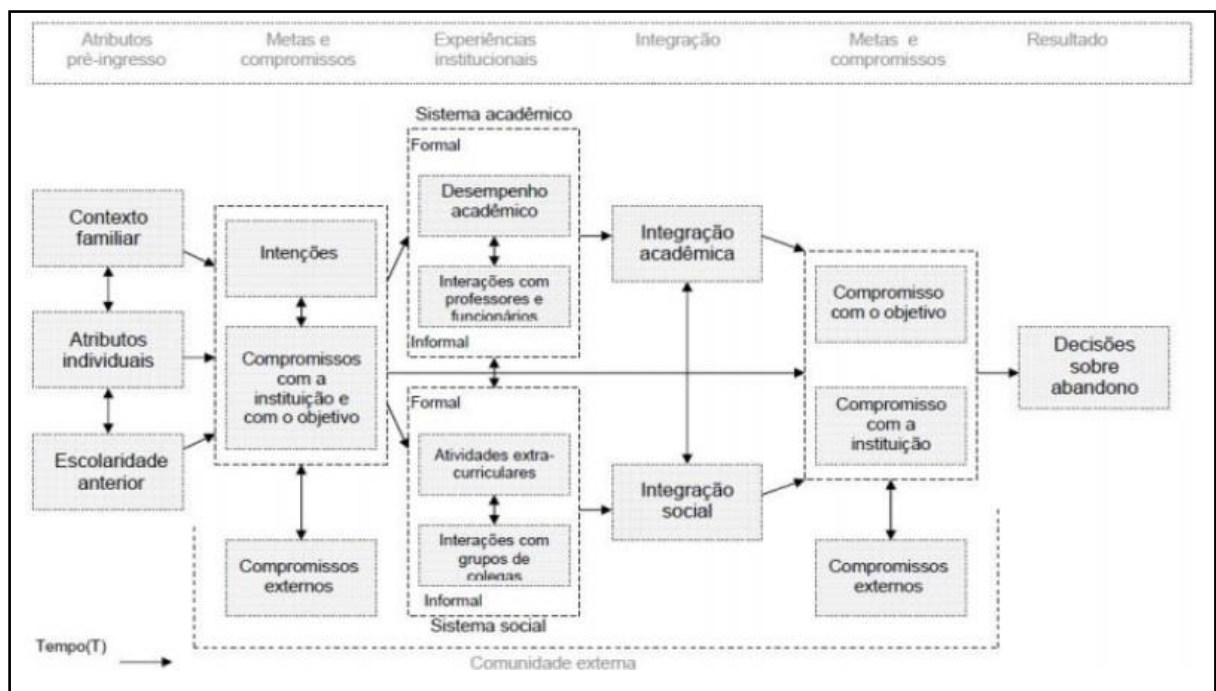 Atributos
pré-ingresso
Metas e
compromissos
Experiências
institucionais
Integração
Metas e
compromissos
Resultado
Sistema acadêmico
Formal
Desempenho
acadêmico
Interações com
professores e
funcionários
Informal
Contexto
familiar
Atributos
individuais
Escolaridade
anterior
Intenções
Compromissos
com a
instituição e
com o objetivo
Compromissos
externos
Formal
Atividades extra-
curriculares
Interações com
grupos de
colegas
Informal
Sistema social
Integração
acadêmica
Integração
social
Compromisso
com o objetivo
Compromisso
com a
instituição
Compromissos
externos
Decisões
sobre
abandono
Tempo(T)
Comunidade externa